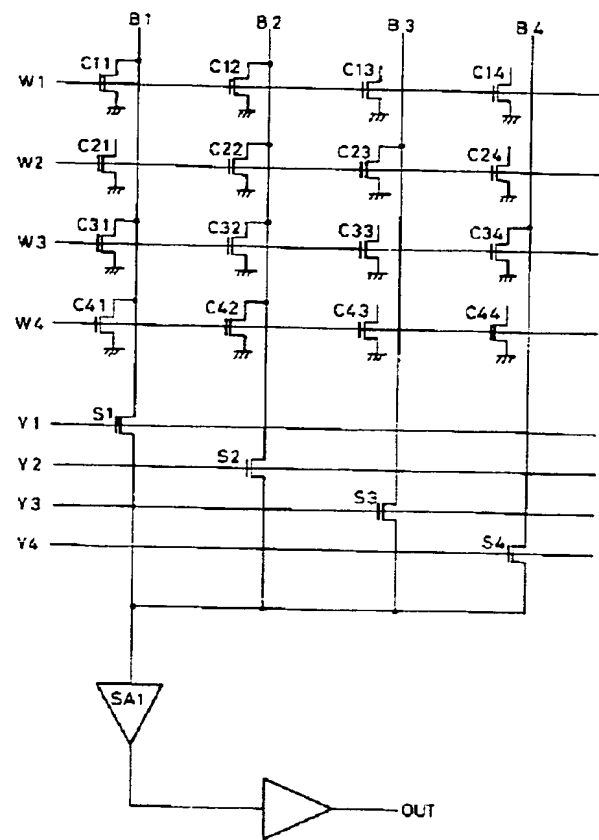 B1 B2 B3 B4
W1 C11 C12 C13 C14
W2 C21 C22 C23 C24
W3 C31 C32 C33 C34
W4 C41 C42 C43 C44
Y1 S1
Y2 S2
Y3 S3
Y4 S4
SA1
OUT